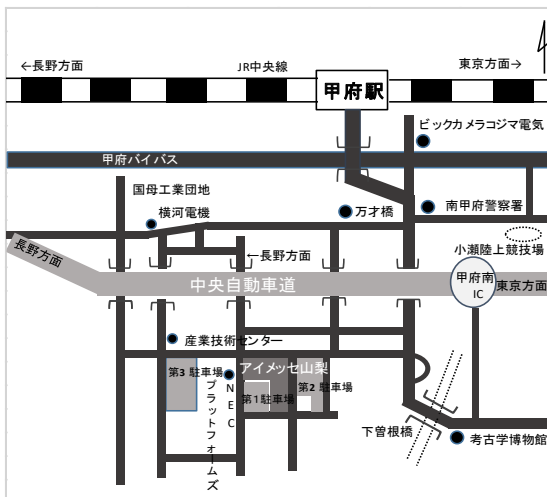 ←長野方面
JR中央線
東京方面→
甲府駅
ビックカメラコジマ電気
甲府バイパス
国母工業団地
横河電機
万才橋
南甲府警察署
長野方面
←長野方面
小瀬陸上競技場
中央自動車道
甲府南
IC
東京方面
産業技術センター
アイメッセ山梨
第3 駐車場
第1駐車場
第2 駐車場
NEC
プラットフォームズ
下曽根橋
考古学博物館